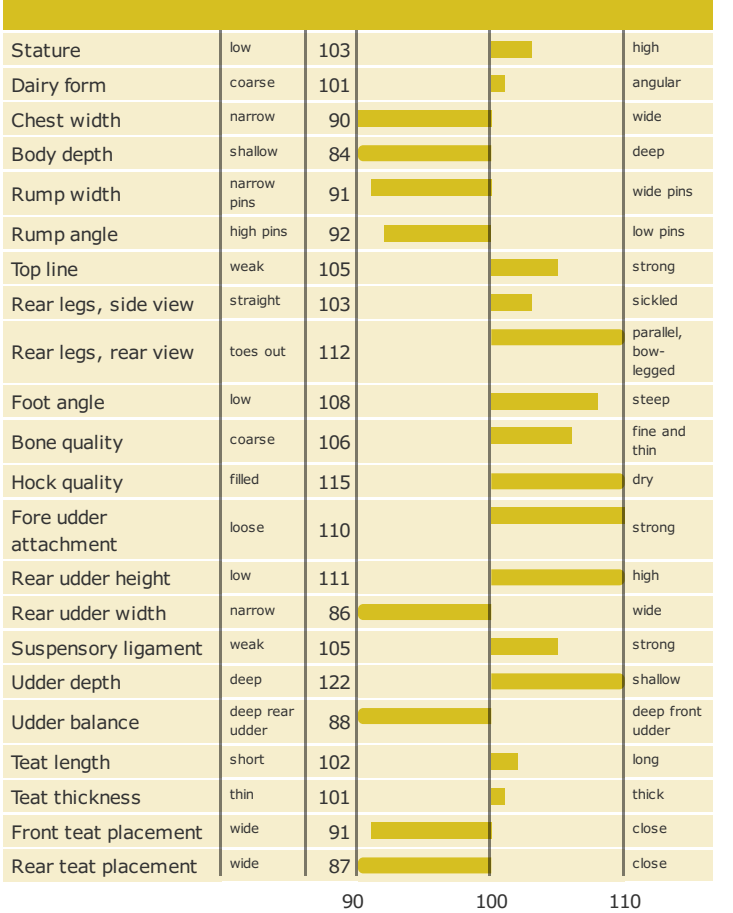 Stature low 103 high
Dairy form coarse 101 angular
Chest width narrow 90 wide
Body depth shallow 84 deep
Rump width narrow pins 91 wide pins
Rump angle high pins 92 low pins
Top line weak 105 strong
Rear legs, side view straight 103 sickled
Rear legs, rear view toes out 112 parallel, bow-legged
Foot angle low 108 steep
Bone quality coarse 106 fine and thin
Hock quality filled 115 dry
Fore udder attachment loose 110 strong
Rear udder height low 111 high
Rear udder width narrow 86 wide
Suspensory ligament weak 105 strong
Udder depth deep 122 shallow
Udder balance deep rear udder 88 deep front udder
Teat length short 102 long
Teat thickness thin 101 thick
Front teat placement wide 91 close
Rear teat placement wide 87 close
90 100 110